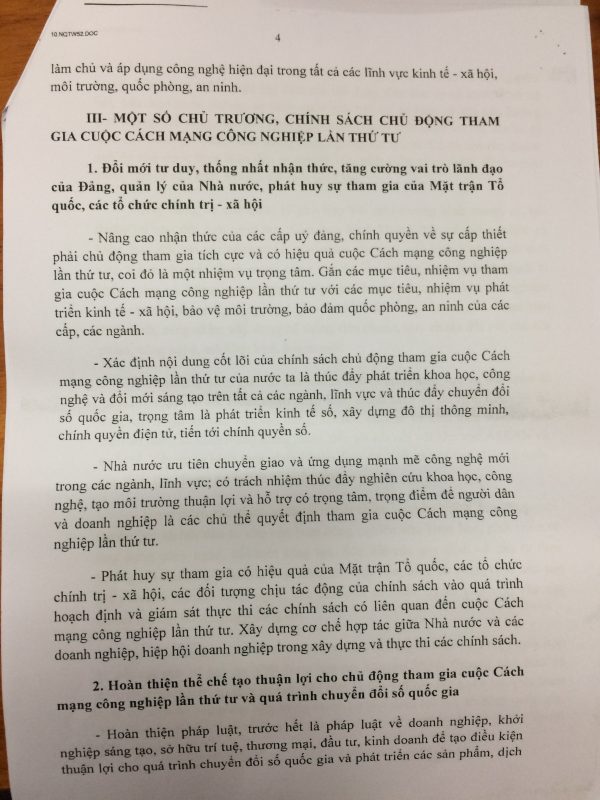 10.NQTW52.DOC
4
làm chủ và áp dụng công nghệ hiện đại trong tất cả các lĩnh vực kinh tế - xã hội,
môi trường, quốc phòng, an ninh.
III- MỘT SỐ CHỦ TRƯƠNG, CHÍNH SÁCH CHỦ ĐỘNG THAM
GIA CUỘC CÁCH MẠNG CÔNG NGHIỆP LẦN THỨ TƯ
1. Đổi mới tư duy, thống nhất nhận thức, tăng cường vai trò lãnh đạo
của Đảng, quản lý của Nhà nước, phát huy sự tham gia của Mặt trận Tổ
quốc, các tổ chức chính trị - xã hội
- Nâng cao nhận thức của các cấp uỷ đảng, chính quyền về sự cấp thiết
phải chủ động tham gia tích cực và có hiệu quả cuộc Cách mạng công nghiệp
lần thứ tư, coi đó là một nhiệm vụ trọng tâm. Gắn các mục tiêu, nhiệm vụ tham
gia cuộc Cách mạng công nghiệp lần thứ tư với các mục tiêu, nhiệm vụ phát
triển kinh tế - xã hội, bảo vệ môi trường, bảo đảm quốc phòng, an ninh của các
cấp, các ngành.
- Xác định nội dung cốt lõi của chính sách chủ động tham gia cuộc Cách
mạng công nghiệp lần thứ tư của nước ta là thúc đẩy phát triển khoa học, công
nghệ và đổi mới sáng tạo trên tất cả các ngành, lĩnh vực và thúc đẩy chuyển đổi
số quốc gia, trọng tâm là phát triển kinh tế số, xây dựng đô thị thông minh,
chính quyền điện tử, tiến tới chính quyền số.
- Nhà nước ưu tiên chuyển giao và ứng dụng mạnh mẽ công nghệ mới
trong các ngành, lĩnh vực; có trách nhiệm thúc đẩy nghiên cứu khoa học, công
nghệ, tạo môi trường thuận lợi và hỗ trợ có trọng tâm, trọng điểm để người dân
và doanh nghiệp là các chủ thể quyết định tham gia cuộc Cách mạng công
nghiệp lần thứ tư.
- Phát huy sự tham gia có hiệu quả của Mặt trận Tổ quốc, các tổ chức
chính trị - xã hội, các đối tượng chịu tác động của chính sách vào quá trình
hoạch định và giám sát thực thi các chính sách có liên quan đến cuộc Cách
mạng công nghiệp lần thứ tư. Xây dựng cơ chế hợp tác giữa Nhà nước và các
doanh nghiệp, hiệp hội doanh nghiệp trong xây dựng và thực thi các chính sách.
2. Hoàn thiện thể chế tạo thuận lợi cho chủ động tham gia cuộc Cách
mạng công nghiệp lần thứ tư và quá trình chuyển đổi số quốc gia
- Hoàn thiện pháp luật, trước hết là pháp luật về doanh nghiệp, khởi
nghiệp sáng tạo, sở hữu trí tuệ, thương mại, đầu tư, kinh doanh để tạo điều kiện
thuận lợi cho quá trình chuyển đổi số quốc gia và phát triển các sản phẩm, dịch